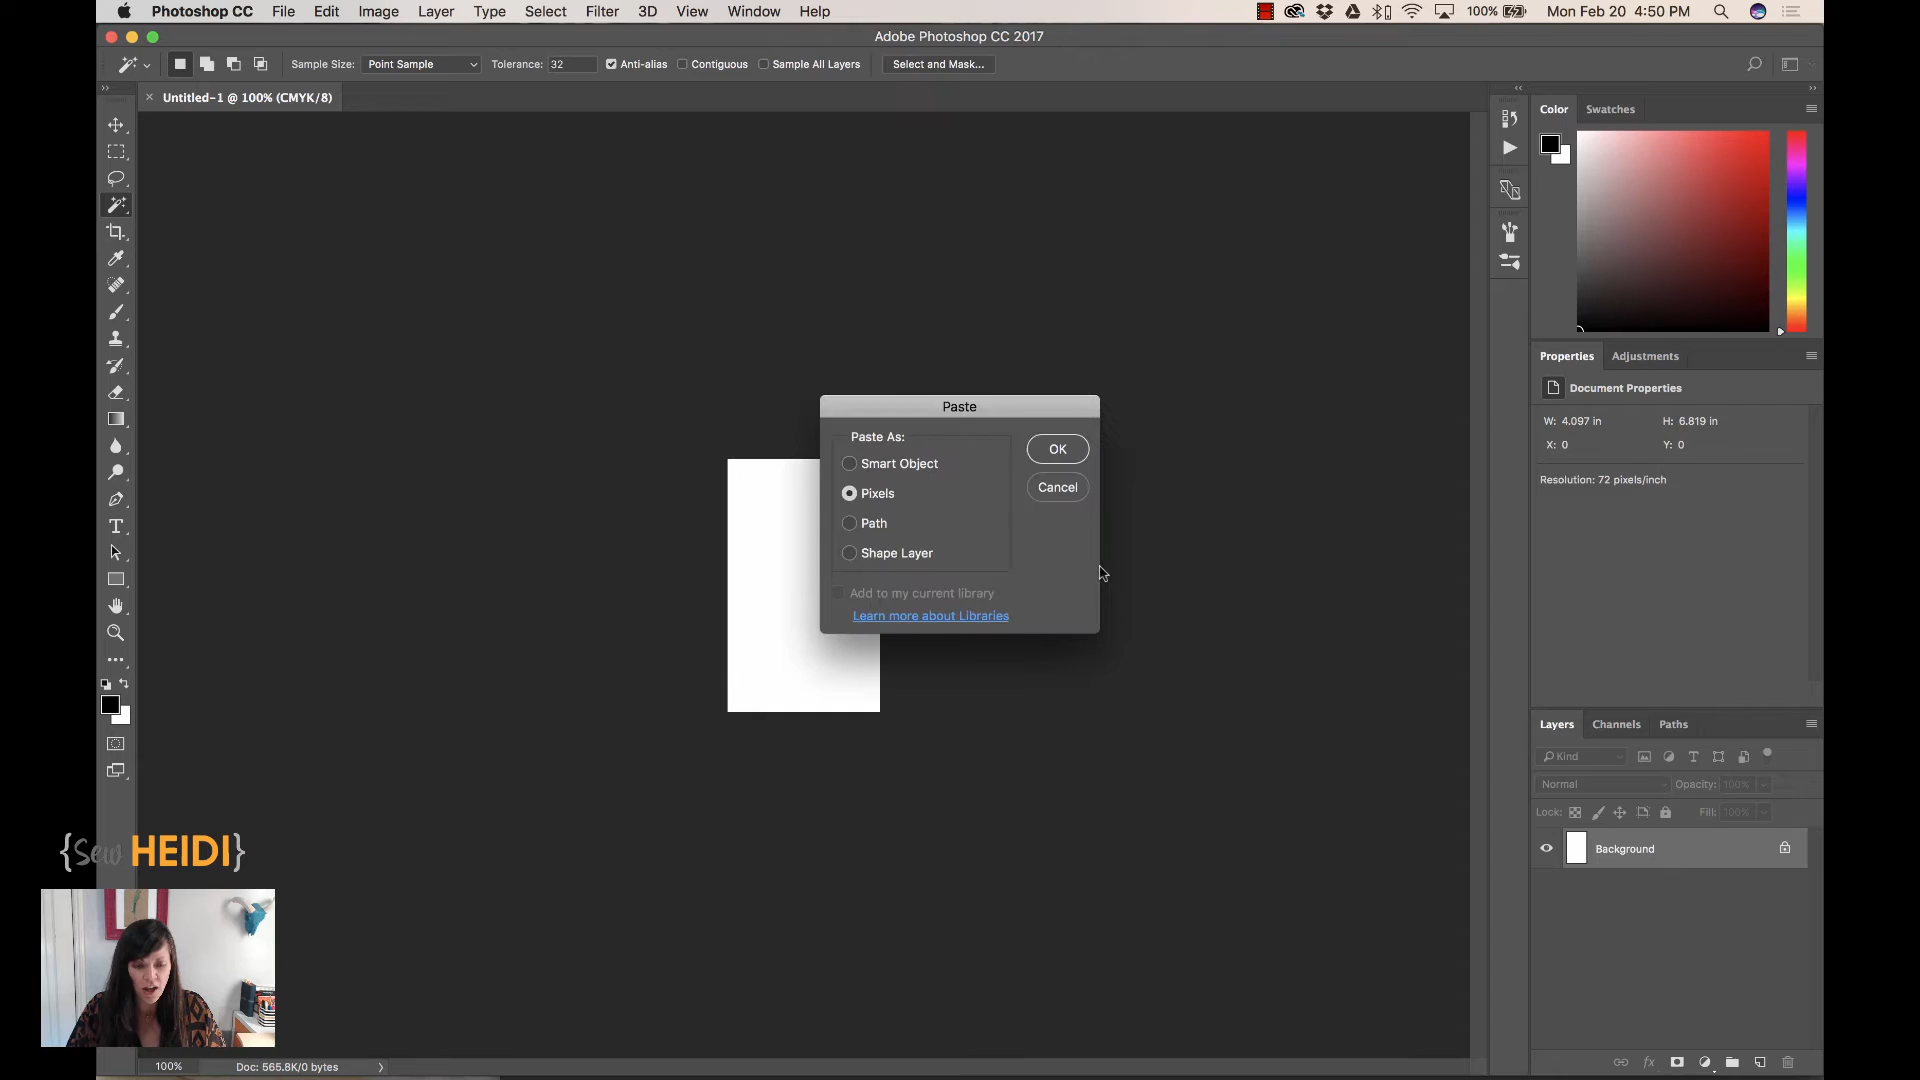 Photoshop CC File Edit Image Layer Type Select Filter 3D View Window Help 100% Mon Feb 20 4:50 PM
Adobe Photoshop CC 2017
Sample Size: Point Sample Tolerance: 32 Anti-alias Contiguous Sample All Layers Select and Mask...
Untitled-1 @ 100% (CMYK/8)
Color Swatches
Paste
Paste As:
Smart Object
Pixels
Path
Shape Layer
OK
Cancel
Add to my current library
Learn more about Libraries
Properties Adjustments
Document Properties
W: 4.097 in H: 6.819 in
X: 0 Y: 0
Resolution: 72 pixels/inch
Layers Channels Paths
Kind
Normal Opacity: 100%
Lock: Fill: 100%
Background
{Sew HEIDI}
100% Doc: 565.8K/0 bytes